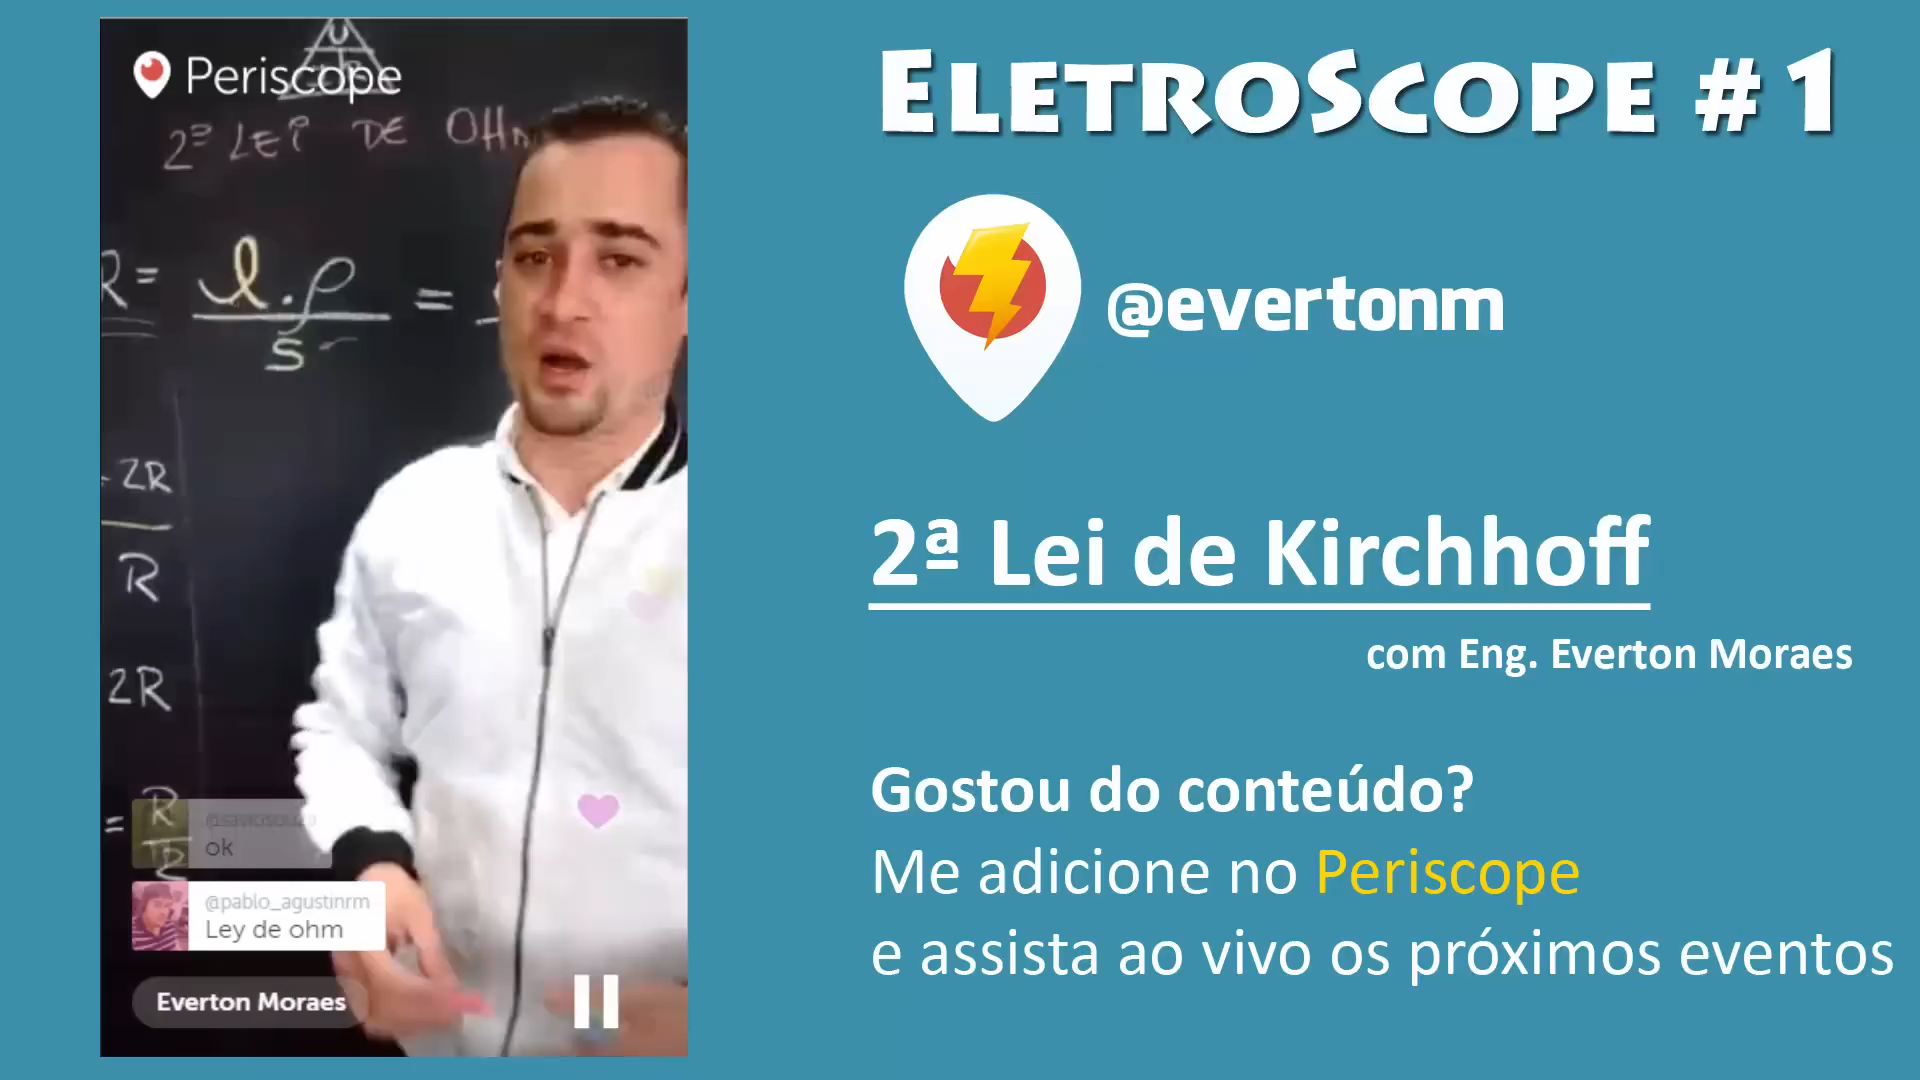 U
R
Periscope
2ª LEI DE OHM
R = l.ρ =
S
2R
R
2R
= R
R
@saviosouza
ok
@pablo_agustinrm
Ley de ohm
Everton Moraes
ELETROSCOPE #1
@evertonm
2ª Lei de Kirchhoff
com Eng. Everton Moraes
Gostou do conteúdo?
Me adicione no Periscope
e assista ao vivo os próximos eventos